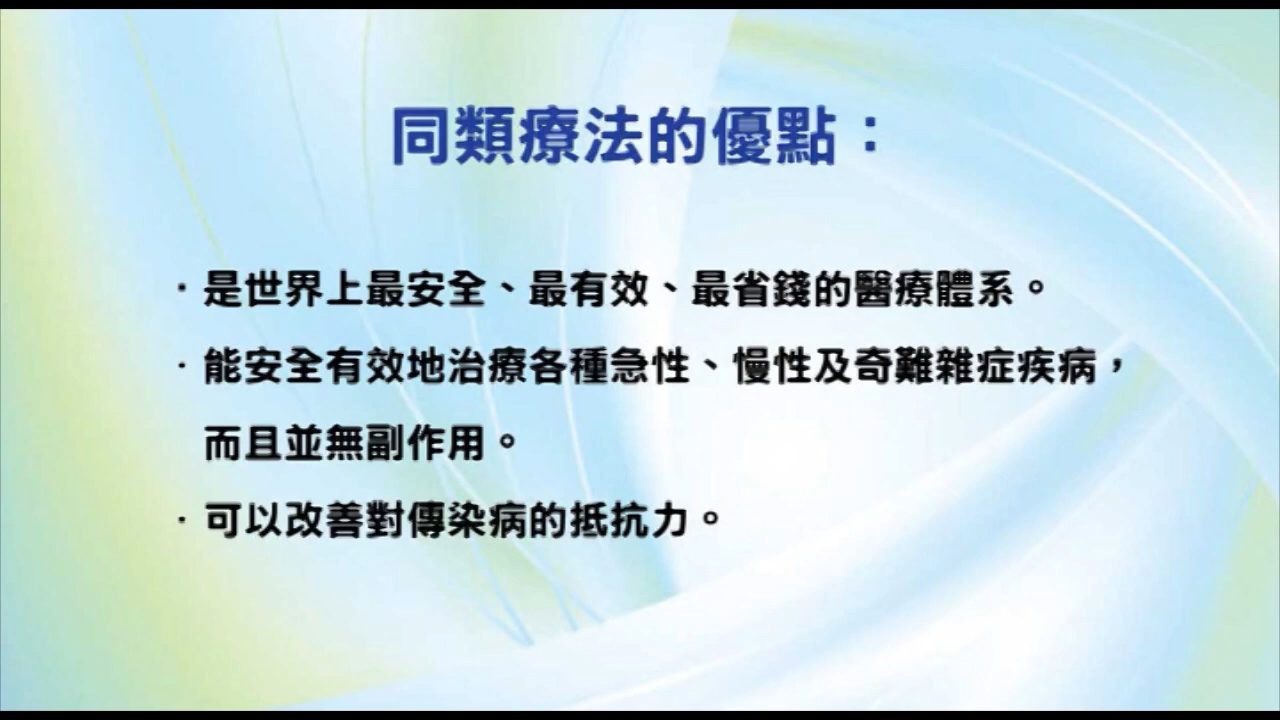 同類療法的優點：
·是世界上最安全、最有效、最省錢的醫療體系。
·能安全有效地治療各種急性、慢性及奇難雜症疾病，
而且並無副作用。
·可以改善對傳染病的抵抗力。